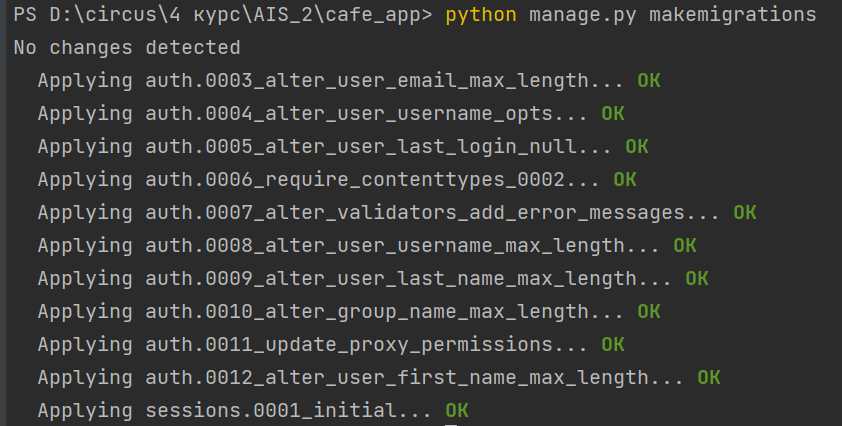 PS D:\circus\4 курс\AIS_2\cafe_app> python manage.py makemigrations
No changes detected
Applying auth.0003_alter_user_email_max_length... OK
Applying auth.0004_alter_user_username_opts... OK
Applying auth.0005_alter_user_last_login_null... OK
Applying auth.0006_require_contenttypes_0002... OK
Applying auth.0007_alter_validators_add_error_messages... OK
Applying auth.0008_alter_user_username_max_length... OK
Applying auth.0009_alter_user_last_name_max_length... OK
Applying auth.0010_alter_group_name_max_length... OK
Applying auth.0011_update_proxy_permissions... OK
Applying auth.0012_alter_user_first_name_max_length... OK
Applying sessions.0001_initial... OK